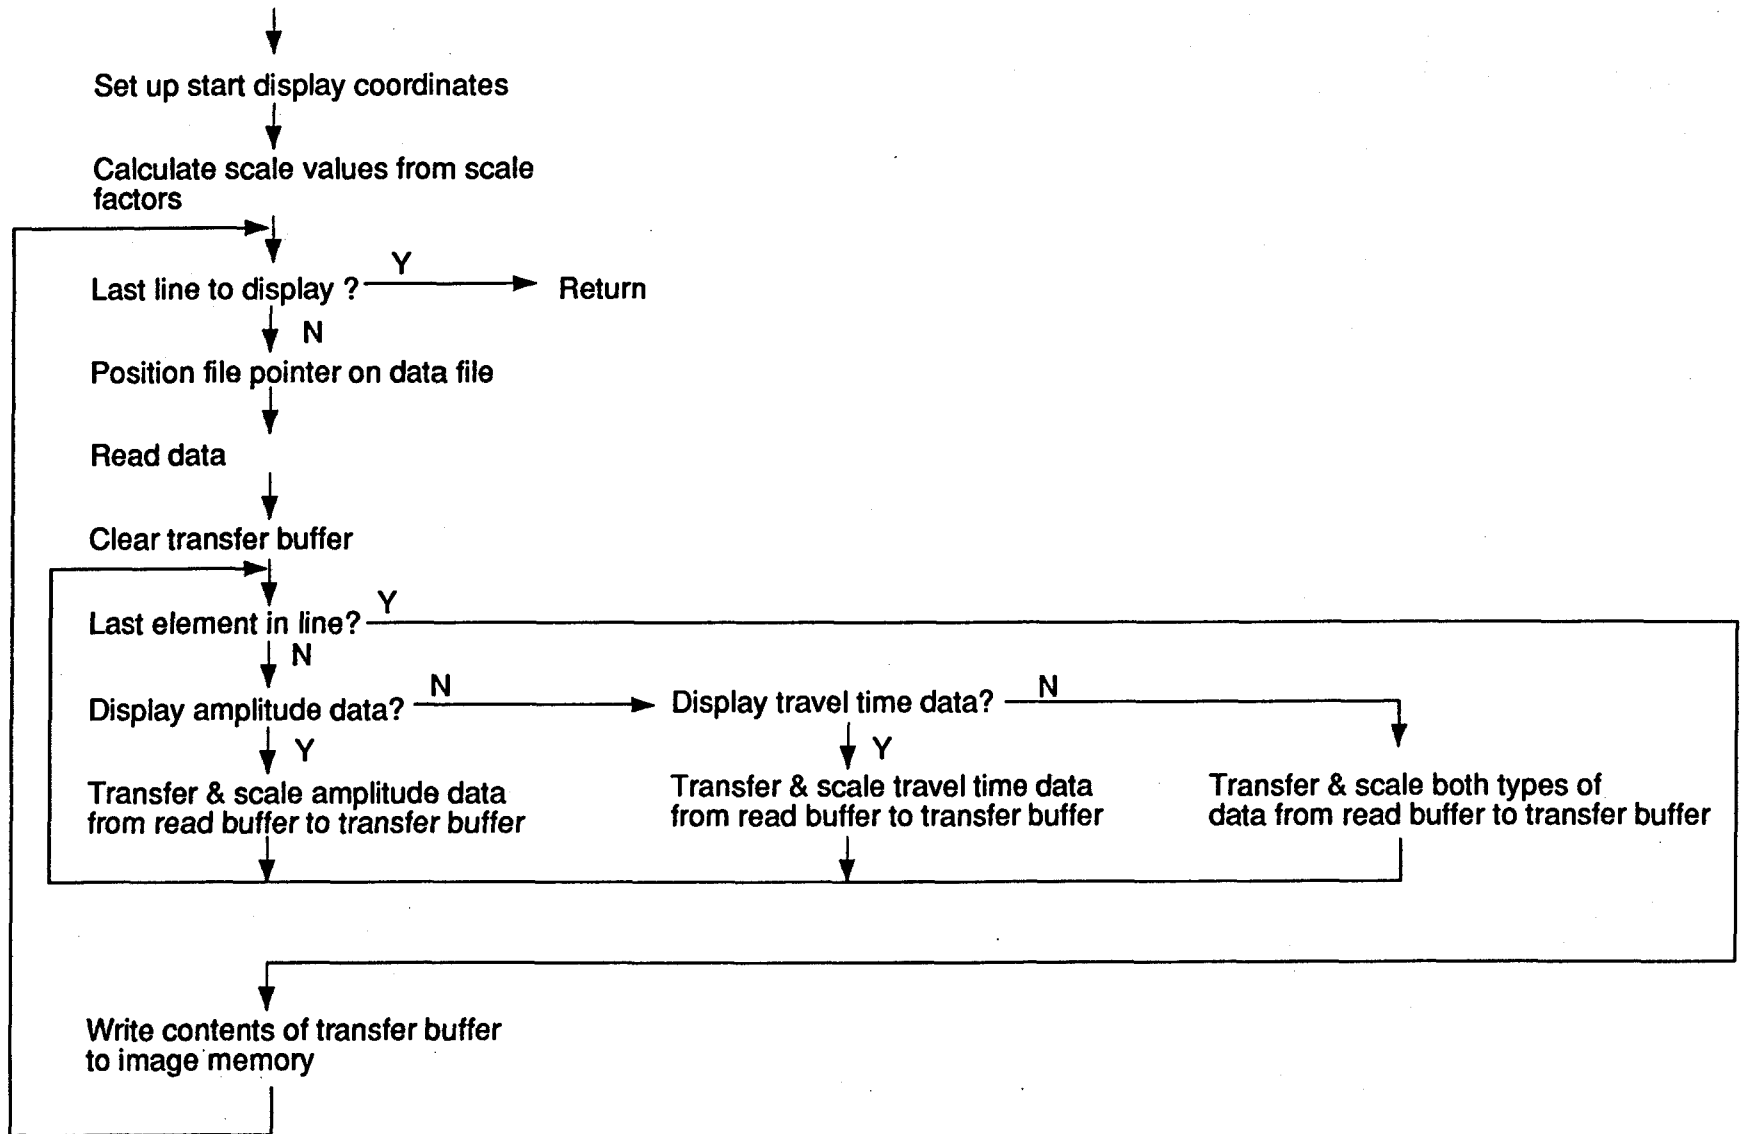 Set up start display coordinates
Calculate scale values from scale
factors
Y
Last line to display ?
Return
N
Position file pointer on data file
Read data
Clear transfer buffer
Y
Last element in line?
N
Display amplitude data?
N
Display travel time data?
N
Y
Y
Transfer & scale amplitude data
from read buffer to transfer buffer
Transfer & scale travel time data
from read buffer to transfer buffer
Transfer & scale both types of
data from read buffer to transfer buffer
Write contents of transfer buffer
to image memory